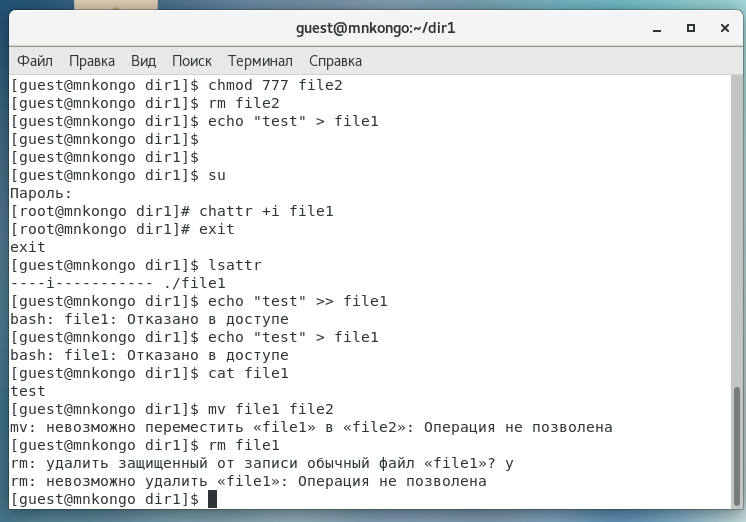 guest@mnkongo:~/dir1
Файл Правка Вид Поиск Терминал Справка
[guest@mnkongo dir1]$ chmod 777 file2
[guest@mnkongo dir1]$ rm file2
[guest@mnkongo dir1]$ echo "test" > file1
[guest@mnkongo dir1]$
[guest@mnkongo dir1]$
[guest@mnkongo dir1]$ su
Пароль:
[root@mnkongo dir1]# chattr +i file1
[root@mnkongo dir1]# exit
exit
[guest@mnkongo dir1]$ lsattr
----i----------- ./file1
[guest@mnkongo dir1]$ echo "test" >> file1
bash: file1: Отказано в доступе
[guest@mnkongo dir1]$ echo "test" > file1
bash: file1: Отказано в доступе
[guest@mnkongo dir1]$ cat file1
test
[guest@mnkongo dir1]$ mv file1 file2
mv: невозможно переместить «file1» в «file2»: Операция не позволена
[guest@mnkongo dir1]$ rm file1
rm: удалить защищенный от записи обычный файл «file1»? y
rm: невозможно удалить «file1»: Операция не позволена
[guest@mnkongo dir1]$